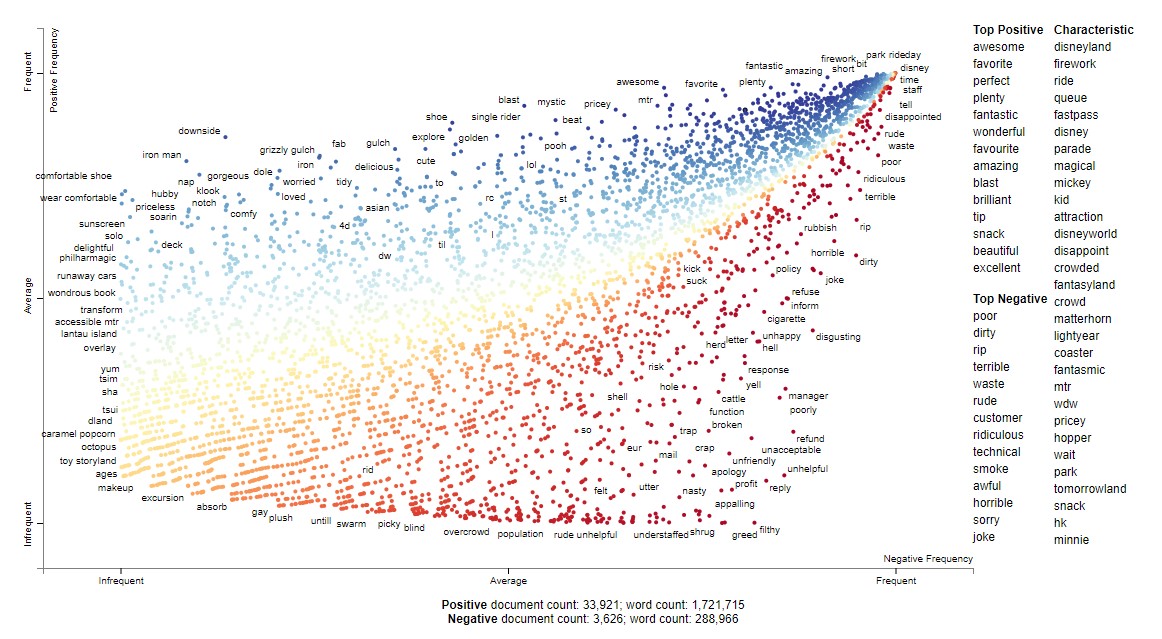 Frequent
Positive Frequency
Average
Infrequent
firework
park rideday
fantastic
amazing
short
bit
disney
time
awesome
favorite
plenty
staff
blast
mystic
pricey
mtr
tell
shoe
single rider
beat
disappointed
downside
explore
golden
rude
fab
gulch
pooh
waste
iron man
grizzly gulch
iron
delicious
cute
lol
poor
comfortable shoe
nap
gorgeous
dole
worried
tidy
to
ridiculous
wear comfortable
hubby
klook
loved
rc
st
terrible
priceless
notch
asian
soarin
comfy
sunscreen
4d
rubbish
rip
solo
deck
til
l
delightful
dw
horrible
dirty
philharmagic
kick
policy
runaway cars
suck
joke
wondrous book
refuse
inform
transform
cigarette
accessible mtr
lantau island
herd
letter
unhappy
disgusting
overlay
hell
yum
risk
response
tsim
yell
sha
hole
cattle
manager
shell
tsui
function
poorly
dland
broken
caramel popcorn
so
trap
refund
octopus
eur
mail
crap
unacceptable
toy storyland
rid
unfriendly
ages
apology
unhelpful
makeup
felt
utter
nasty
profit
reply
excursion
absorb
appalling
gay
plush
untill
swarm
picky
blind
overcrowd
population
rude unhelpful
understaffed
shrug
greed
filthy
Negative Frequency
Infrequent
Average
Frequent
Positive document count: 33,921; word count: 1,721,715
Negative document count: 3,626; word count: 288,966
Top Positive
awesome
favorite
perfect
plenty
fantastic
wonderful
favourite
amazing
blast
brilliant
tip
snack
beautiful
excellent
Top Negative
poor
dirty
rip
terrible
waste
rude
customer
ridiculous
technical
smoke
awful
horrible
sorry
joke
Characteristic
disneyland
firework
ride
queue
fastpass
disney
parade
magical
mickey
kid
attraction
disneyworld
disappoint
crowded
fantasyland
crowd
matterhorn
lightyear
coaster
fantasmic
mtr
wdw
pricey
hopper
wait
park
tomorrowland
snack
hk
minnie